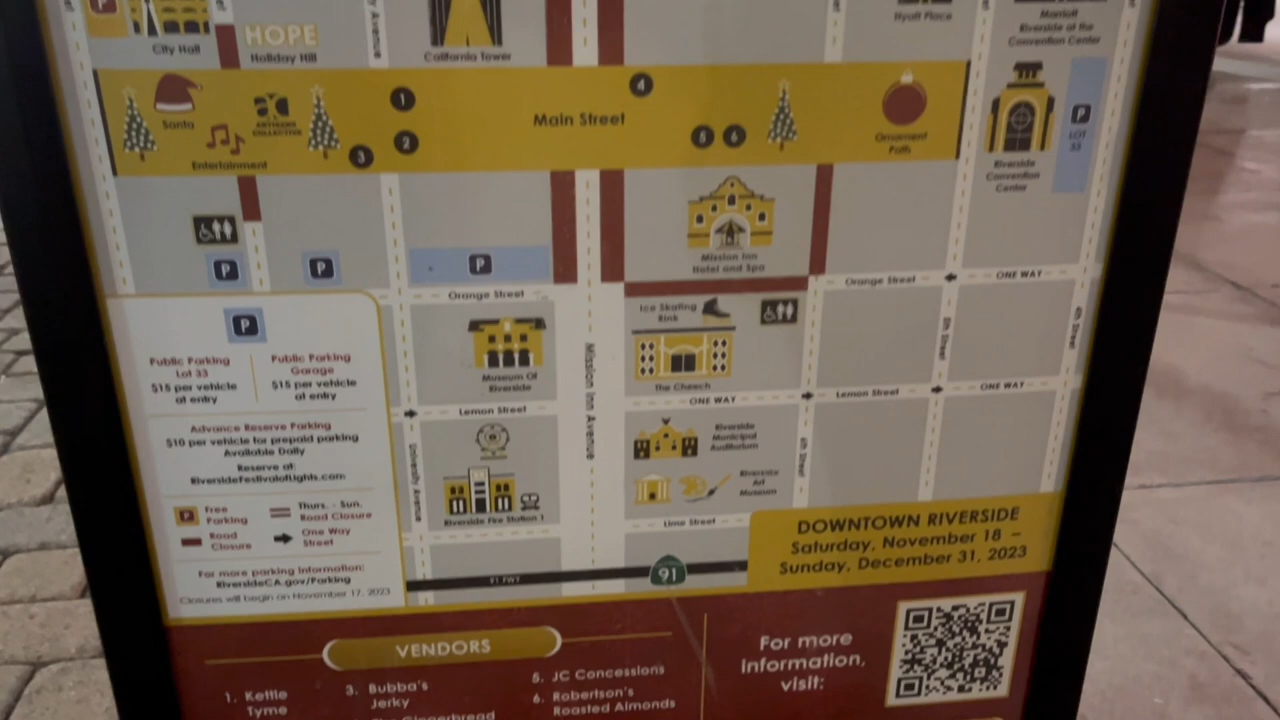 City Hall
HOPE
Holiday Hill
Avenue
California Tower
Hyatt Place
Marriott
Riverside at the
Convention Center
Santa
Entertainment
1
2
3
Main Street
4
5
6
Ornament
Path
Riverside
Convention
Center
P
LOT
33
P
P
P
Mission Inn
Hotel and Spa
Orange Street
Orange Street
ONE WAY
5th Street
4th Street
P
Public Parking
Lot 33
$15 per vehicle
at entry
Public Parking
Garage
$15 per vehicle
at entry
Advance Reserve Parking
$10 per vehicle for prepaid parking
Available Daily
Reserve at:
RiversideFestivalofLights.com
P
Free
Parking
Thurs. - Sun.
Road Closure
Road
Closure
One Way
Street
For more parking information:
RiversideCA.gov/Parking
Closures will begin on November 17, 2023
Museum Of
Riverside
Mission Inn Avenue
Ice Skating
Rink
The Cheech
Lemon Street
ONE WAY
Lemon Street
ONE WAY
University Avenue
6th Street
Riverside
Municipal
Auditorium
Riverside
Art
Museum
Riverside Fire Station 1
Lime Street
91 FWY
91
DOWNTOWN RIVERSIDE
Saturday, November 18 –
Sunday, December 31, 2023
VENDORS
1. Kettle
Tyme
3. Bubba's
Jerky
Gingerbread
5. JC Concessions
6. Robertson's
Roasted Almonds
For more
information,
visit: